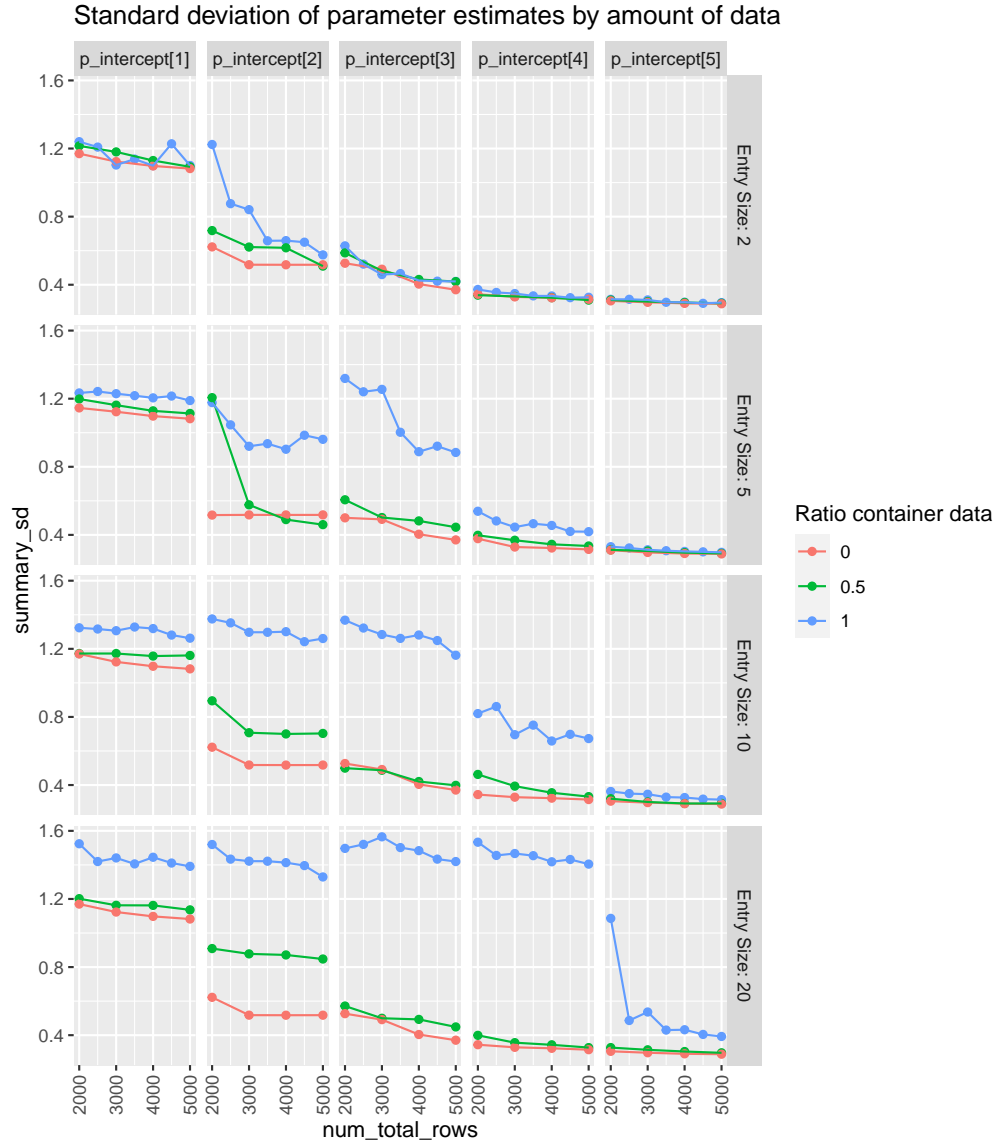 Standard deviation of parameter estimates by amount of data
p_intercept[1] p_intercept[2] p_intercept[3] p_intercept[4] p_intercept[5]
1.6
1.2
0.8
0.4
Entry Size: 2
1.6
1.2
0.8
0.4
Entry Size: 5
1.6
1.2
0.8
0.4
Entry Size: 10
1.6
1.2
0.8
0.4
Entry Size: 20
summary_sd
2000 3000 4000 5000 2000 3000 4000 5000 2000 3000 4000 5000 2000 3000 4000 5000 2000 3000 4000 5000
num_total_rows
Ratio container data
0
0.5
1